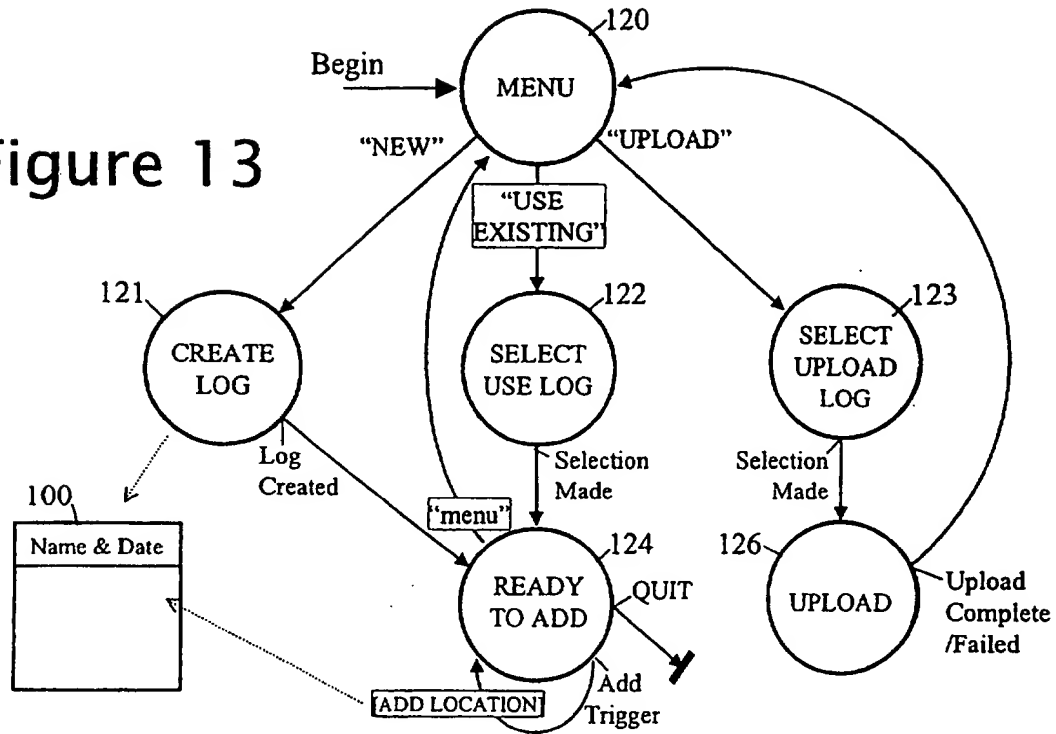 120
Begin
MENU
Figure 13
“NEW”
“UPLOAD”
“USE
EXISTING”
121
122
123
CREATE
LOG
SELECT
USE LOG
SELECT
UPLOAD
LOG
Log
Created
Selection
Made
Selection
Made
100
Name & Date
“menu”
124
126
READY
TO ADD
QUIT
UPLOAD
Upload
Complete
/Failed
ADD LOCATION
Add
Trigger